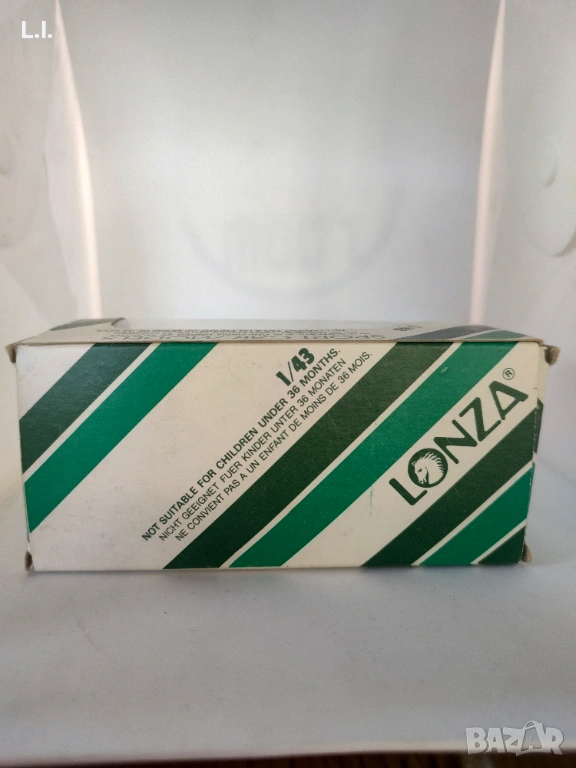 L.I.
1/43
NOT SUITABLE FOR CHILDREN UNDER 36 MONTHS.
NICHT GEEIGNET FUER KINDER UNTER 36 MONATEN
NE CONVIENT PAS A UN ENFANT DE MOINS DE 36 MOIS.
LONZA®
BAZAR